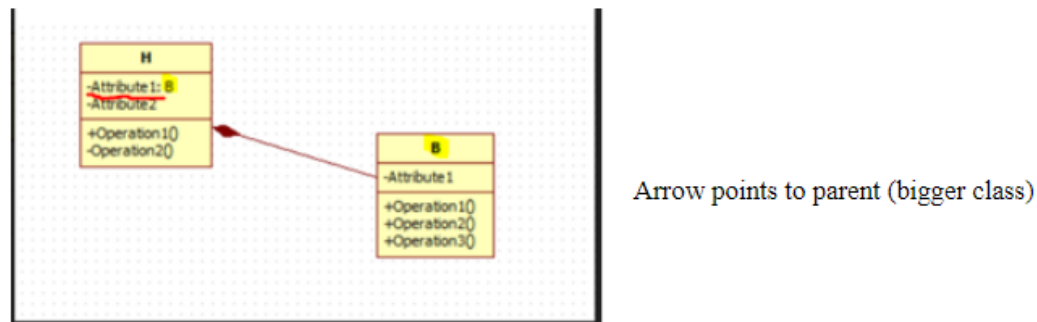 H
-Attribute1: B
-Attribute2
+Operation1()
-Operation2()
B
-Attribute1
+Operation1()
+Operation2()
+Operation3()
Arrow points to parent (bigger class)